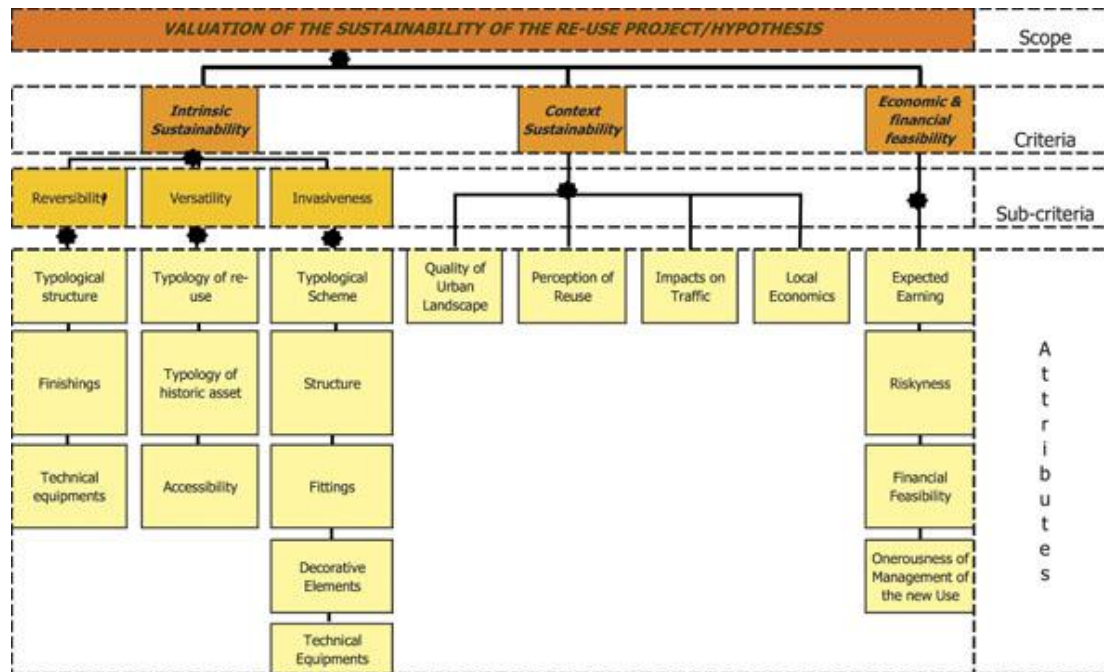 VALUATION OF THE SUSTAINABILITY OF THE RE-USE PROJECT/HYPOTHESIS
Scope
Intrinsic
Sustainability
Context
Sustainability
Economic &
financial
feasibility
Criteria
Reversibility
Versatility
Invasiveness
Sub-criteria
Typological
structure
Typology of re-
use
Typological
Scheme
Quality of
Urban
Landscape
Perception of
Reuse
Impacts on
Traffic
Local
Economics
Expected
Earning
Finishings
Typology of
historic asset
Structure
Riskyness
Technical
equipments
Accessibility
Fittings
Financial
Feasibility
Decorative
Elements
Onerousness of
Management of
the new Use
Technical
Equipments
Attributes